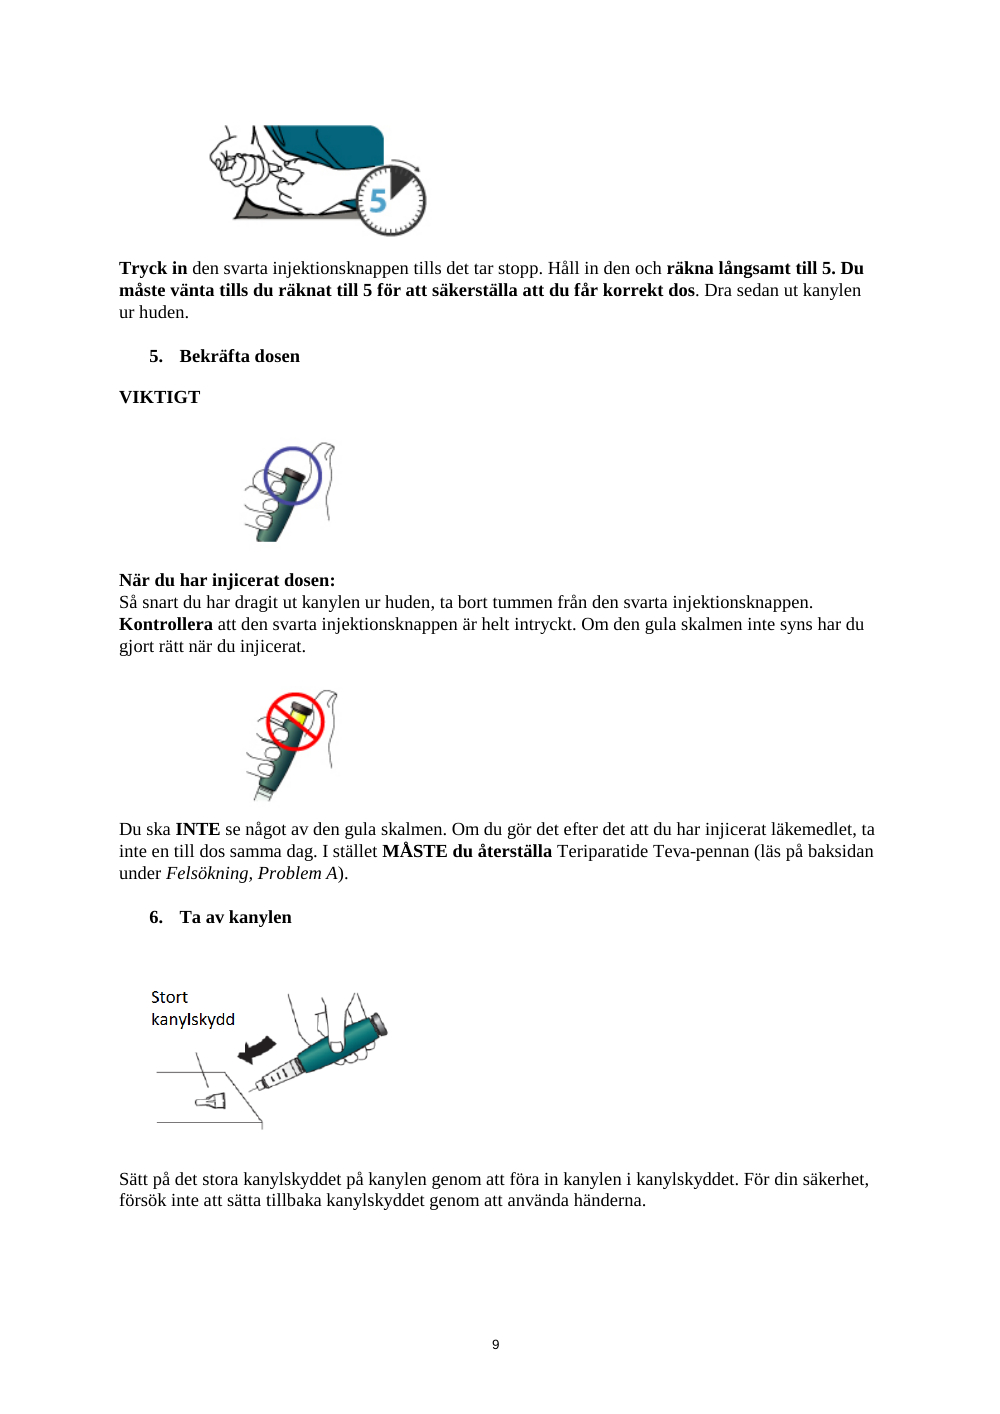 5
Tryck in den svarta injektionsknappen tills det tar stopp. Håll in den och räkna långsamt till 5. Du
måste vänta tills du räknat till 5 för att säkerställa att du får korrekt dos. Dra sedan ut kanylen
ur huden.
5. Bekräfta dosen
VIKTIGT
När du har injicerat dosen:
Så snart du har dragit ut kanylen ur huden, ta bort tummen från den svarta injektionsknappen.
Kontrollera att den svarta injektionsknappen är helt intryckt. Om den gula skalmen inte syns har du
gjort rätt när du injicerat.
Du ska INTE se något av den gula skalmen. Om du gör det efter det att du har injicerat läkemedlet, ta
inte en till dos samma dag. I stället MÅSTE du återställa Teriparatide Teva-pennan (läs på baksidan
under Felsökning, Problem A).
6. Ta av kanylen
Stort
kanylskydd
Sätt på det stora kanylskyddet på kanylen genom att föra in kanylen i kanylskyddet. För din säkerhet,
försök inte att sätta tillbaka kanylskyddet genom att använda händerna.
9